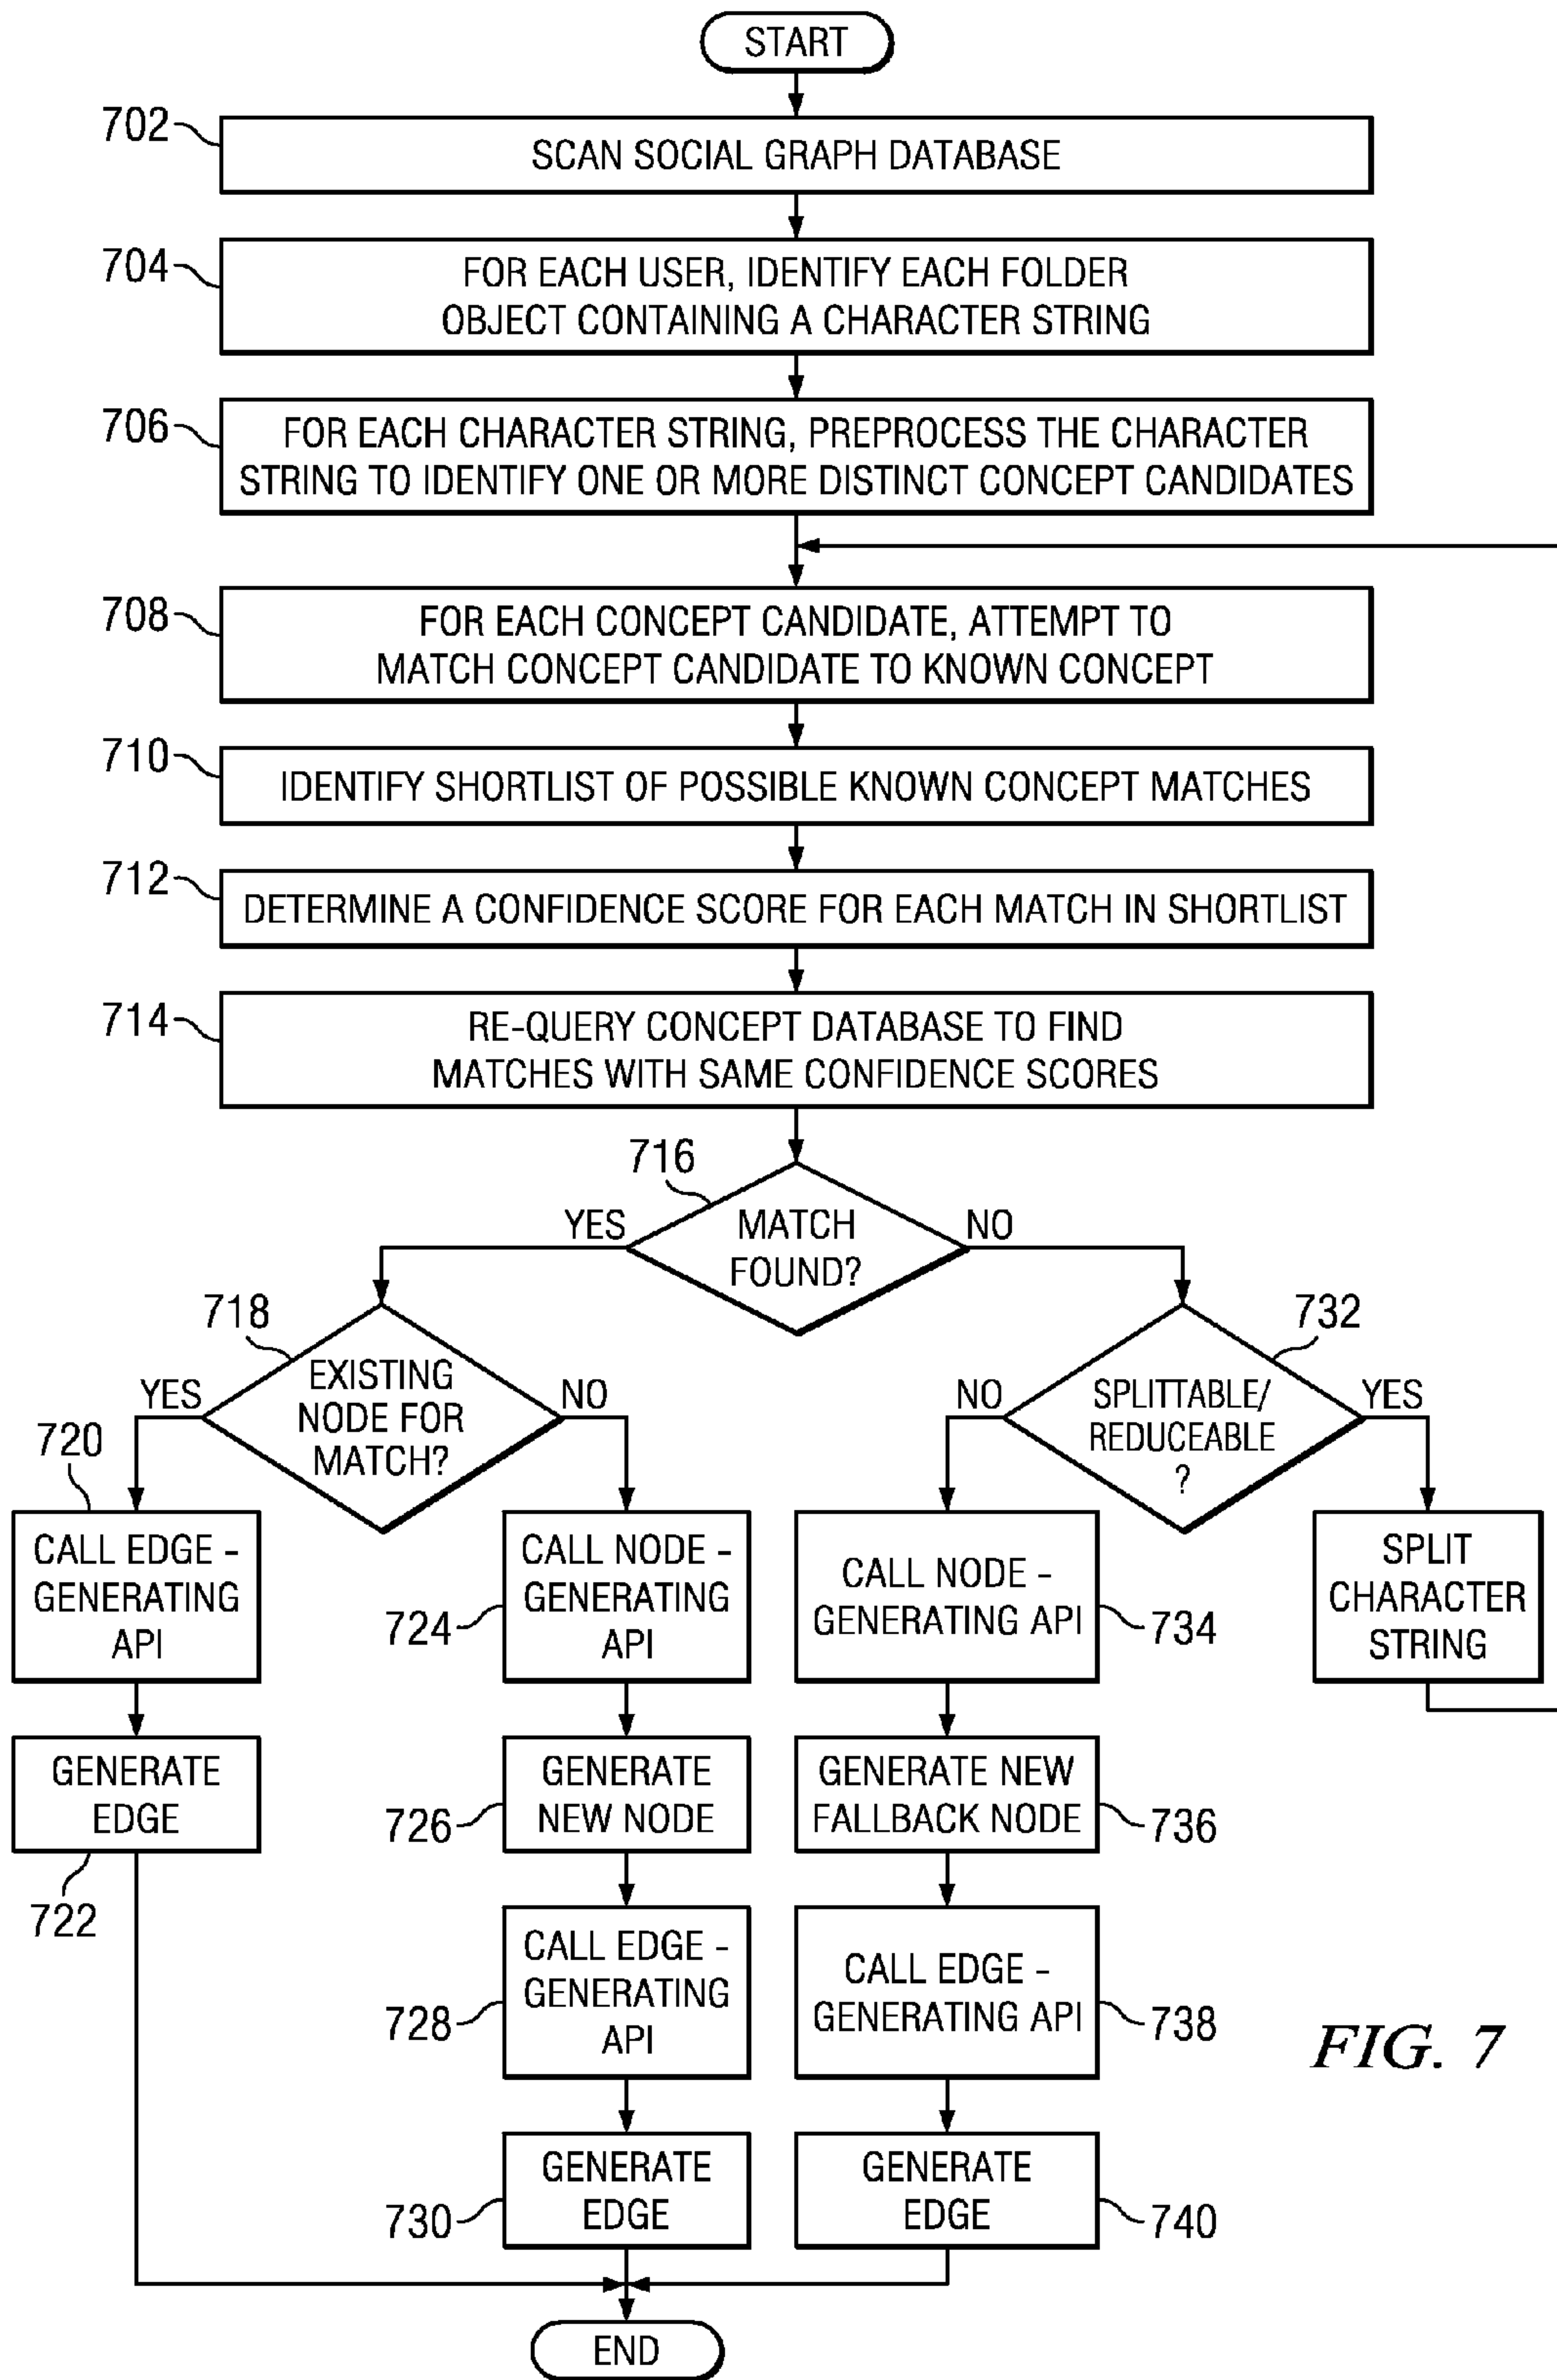 START
702
SCAN SOCIAL GRAPH DATABASE
704
FOR EACH USER, IDENTIFY EACH FOLDER
OBJECT CONTAINING A CHARACTER STRING
706
FOR EACH CHARACTER STRING, PREPROCESS THE CHARACTER
STRING TO IDENTIFY ONE OR MORE DISTINCT CONCEPT CANDIDATES
708
FOR EACH CONCEPT CANDIDATE, ATTEMPT TO
MATCH CONCEPT CANDIDATE TO KNOWN CONCEPT
710
IDENTIFY SHORTLIST OF POSSIBLE KNOWN CONCEPT MATCHES
712
DETERMINE A CONFIDENCE SCORE FOR EACH MATCH IN SHORTLIST
714
RE-QUERY CONCEPT DATABASE TO FIND
MATCHES WITH SAME CONFIDENCE SCORES
716
YES
MATCH
FOUND?
NO
718
YES
EXISTING
NODE FOR
MATCH?
NO
732
NO
SPLITTABLE/
REDUCEABLE
?
YES
720
CALL EDGE -
GENERATING
API
724
CALL NODE -
GENERATING
API
CALL NODE -
GENERATING API
734
SPLIT
CHARACTER
STRING
GENERATE
EDGE
722
726
GENERATE
NEW NODE
GENERATE NEW
FALLBACK NODE
736
728
CALL EDGE -
GENERATING
API
CALL EDGE -
GENERATING API
738
FIG. 7
730
GENERATE
EDGE
GENERATE
EDGE
740
END